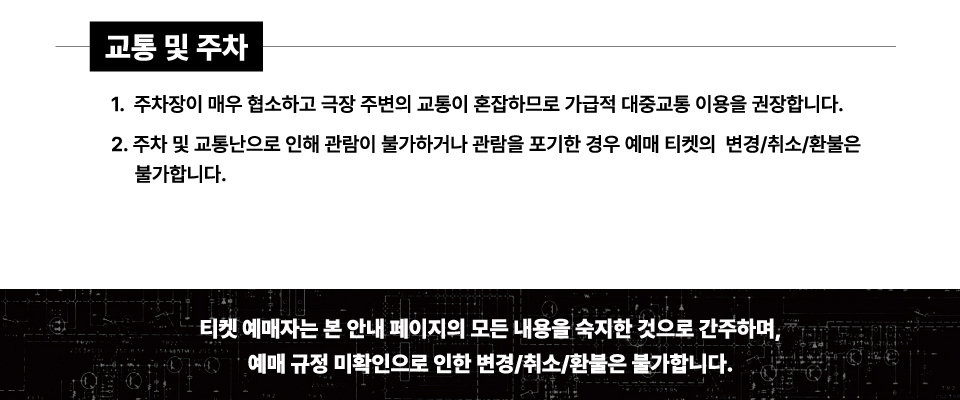 교통 및 주차
1. 주차장이 매우 협소하고 극장 주변의 교통이 혼잡하므로 가급적 대중교통 이용을 권장합니다.
2. 주차 및 교통난으로 인해 관람이 불가하거나 관람을 포기한 경우 예매 티켓의 변경/취소/환불은
불가합니다.
티켓 예매자는 본 안내 페이지의 모든 내용을 숙지한 것으로 간주하며,
예매 규정 미확인으로 인한 변경/취소/환불은 불가합니다.